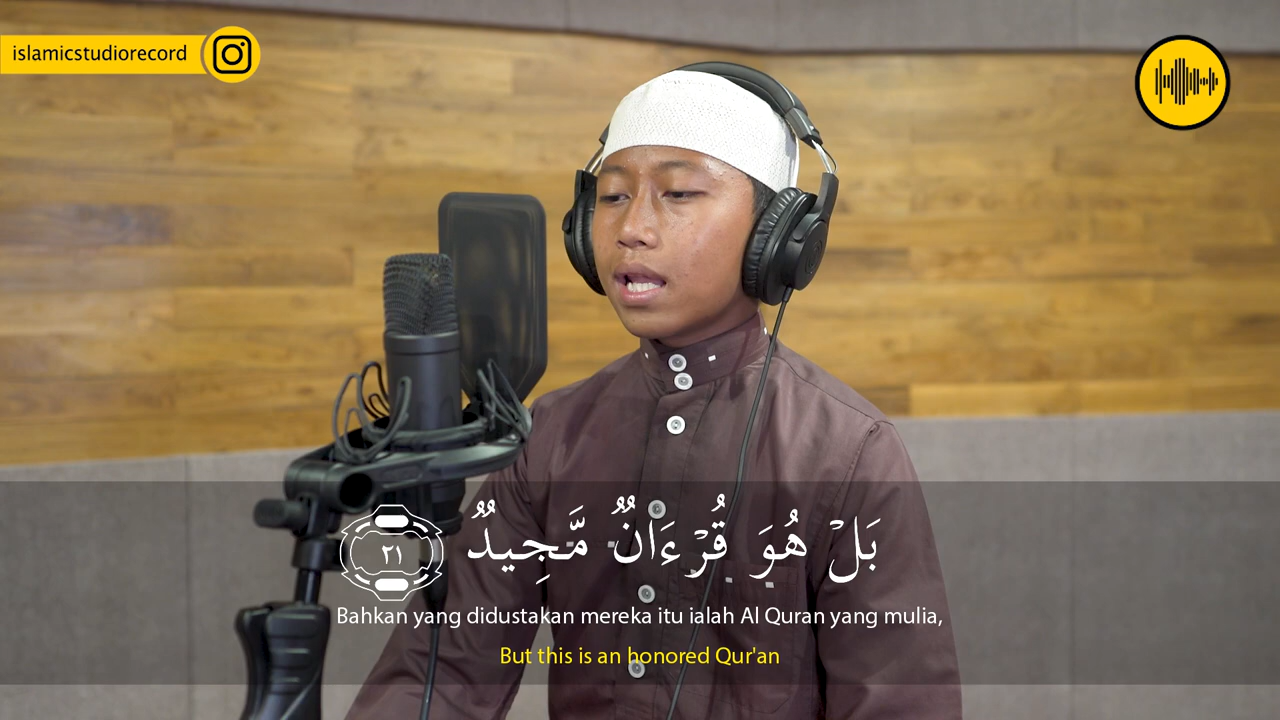 islamicstudiorecord
بَلْ هُوَ قُرْءَانٌ مَّجِيدٌ ٢١
Bahkan yang didustakan mereka itu ialah Al Quran yang mulia,
But this is an honored Qur'an